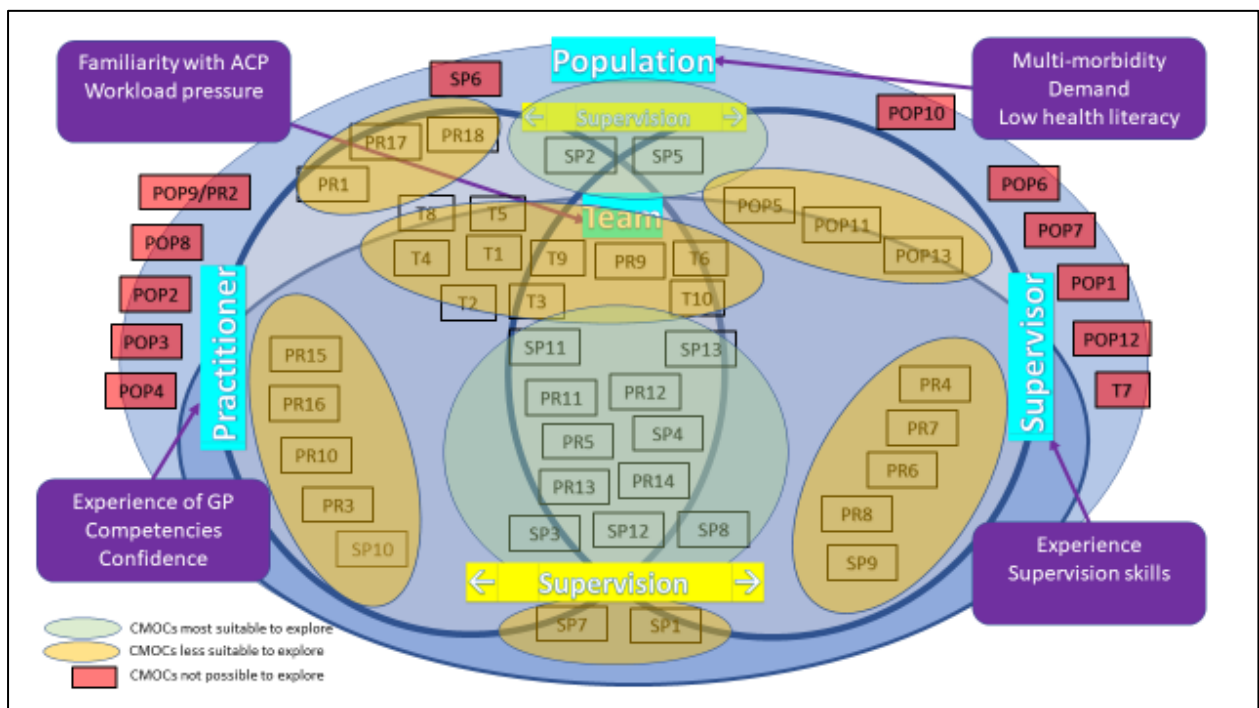 Familiarity with ACP
Workload pressure
SP6
Population
Multi-morbidity
Demand
Low health literacy
POP10
← Supervision →
PR17
PR18
SP2
SP5
PR1
POP9/PR2
POP6
POP5
T8
T5
Team
POP11
POP7
POP8
T4
T1
T9
PR9
T6
POP13
POP2
T2
T3
T10
POP1
Practitioner
Supervisor
POP3
SP11
SP13
POP12
PR15
POP4
PR4
T7
PR16
PR11
PR12
PR7
PR5
SP4
PR10
PR6
PR13
PR14
Experience of GP
Competencies
Confidence
PR3
PR8
SP3
SP12
SP8
SP10
SP9
Experience
Supervision skills
← Supervision →
SP7
SP1
CMOCs most suitable to explore
CMOCs less suitable to explore
CMOCs not possible to explore